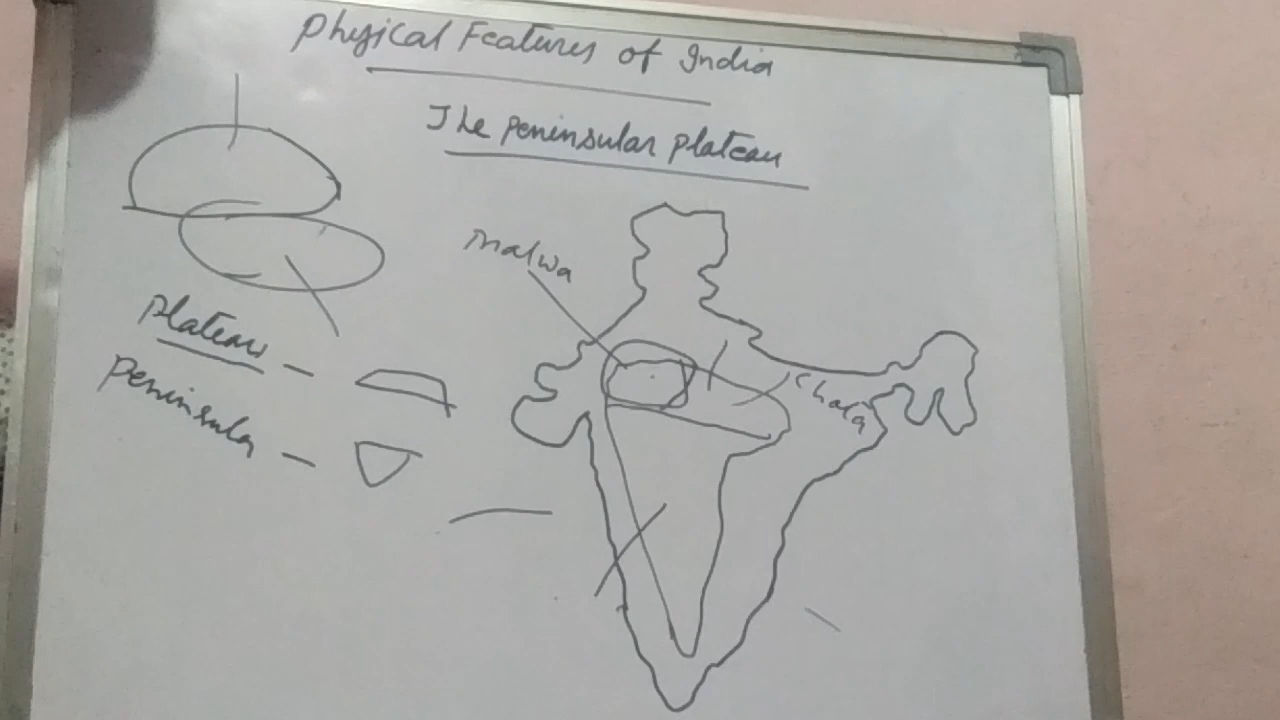 Physical Features of India
The peninsular plateau
malwa
plateau -
chota
peninsular -